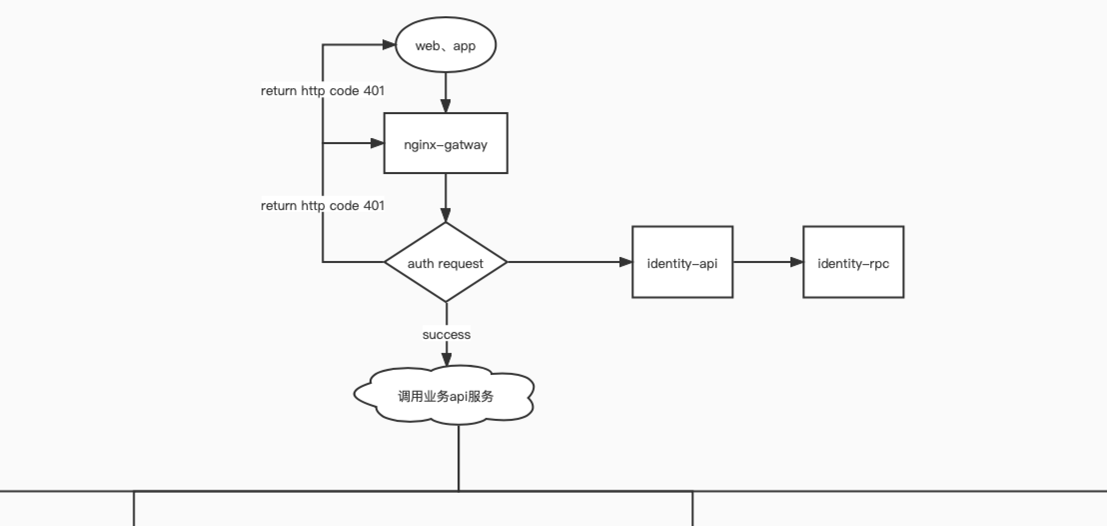 web、app
return http code 401
nginx-gatway
return http code 401
auth request
identity-api
identity-rpc
success
调用业务api服务